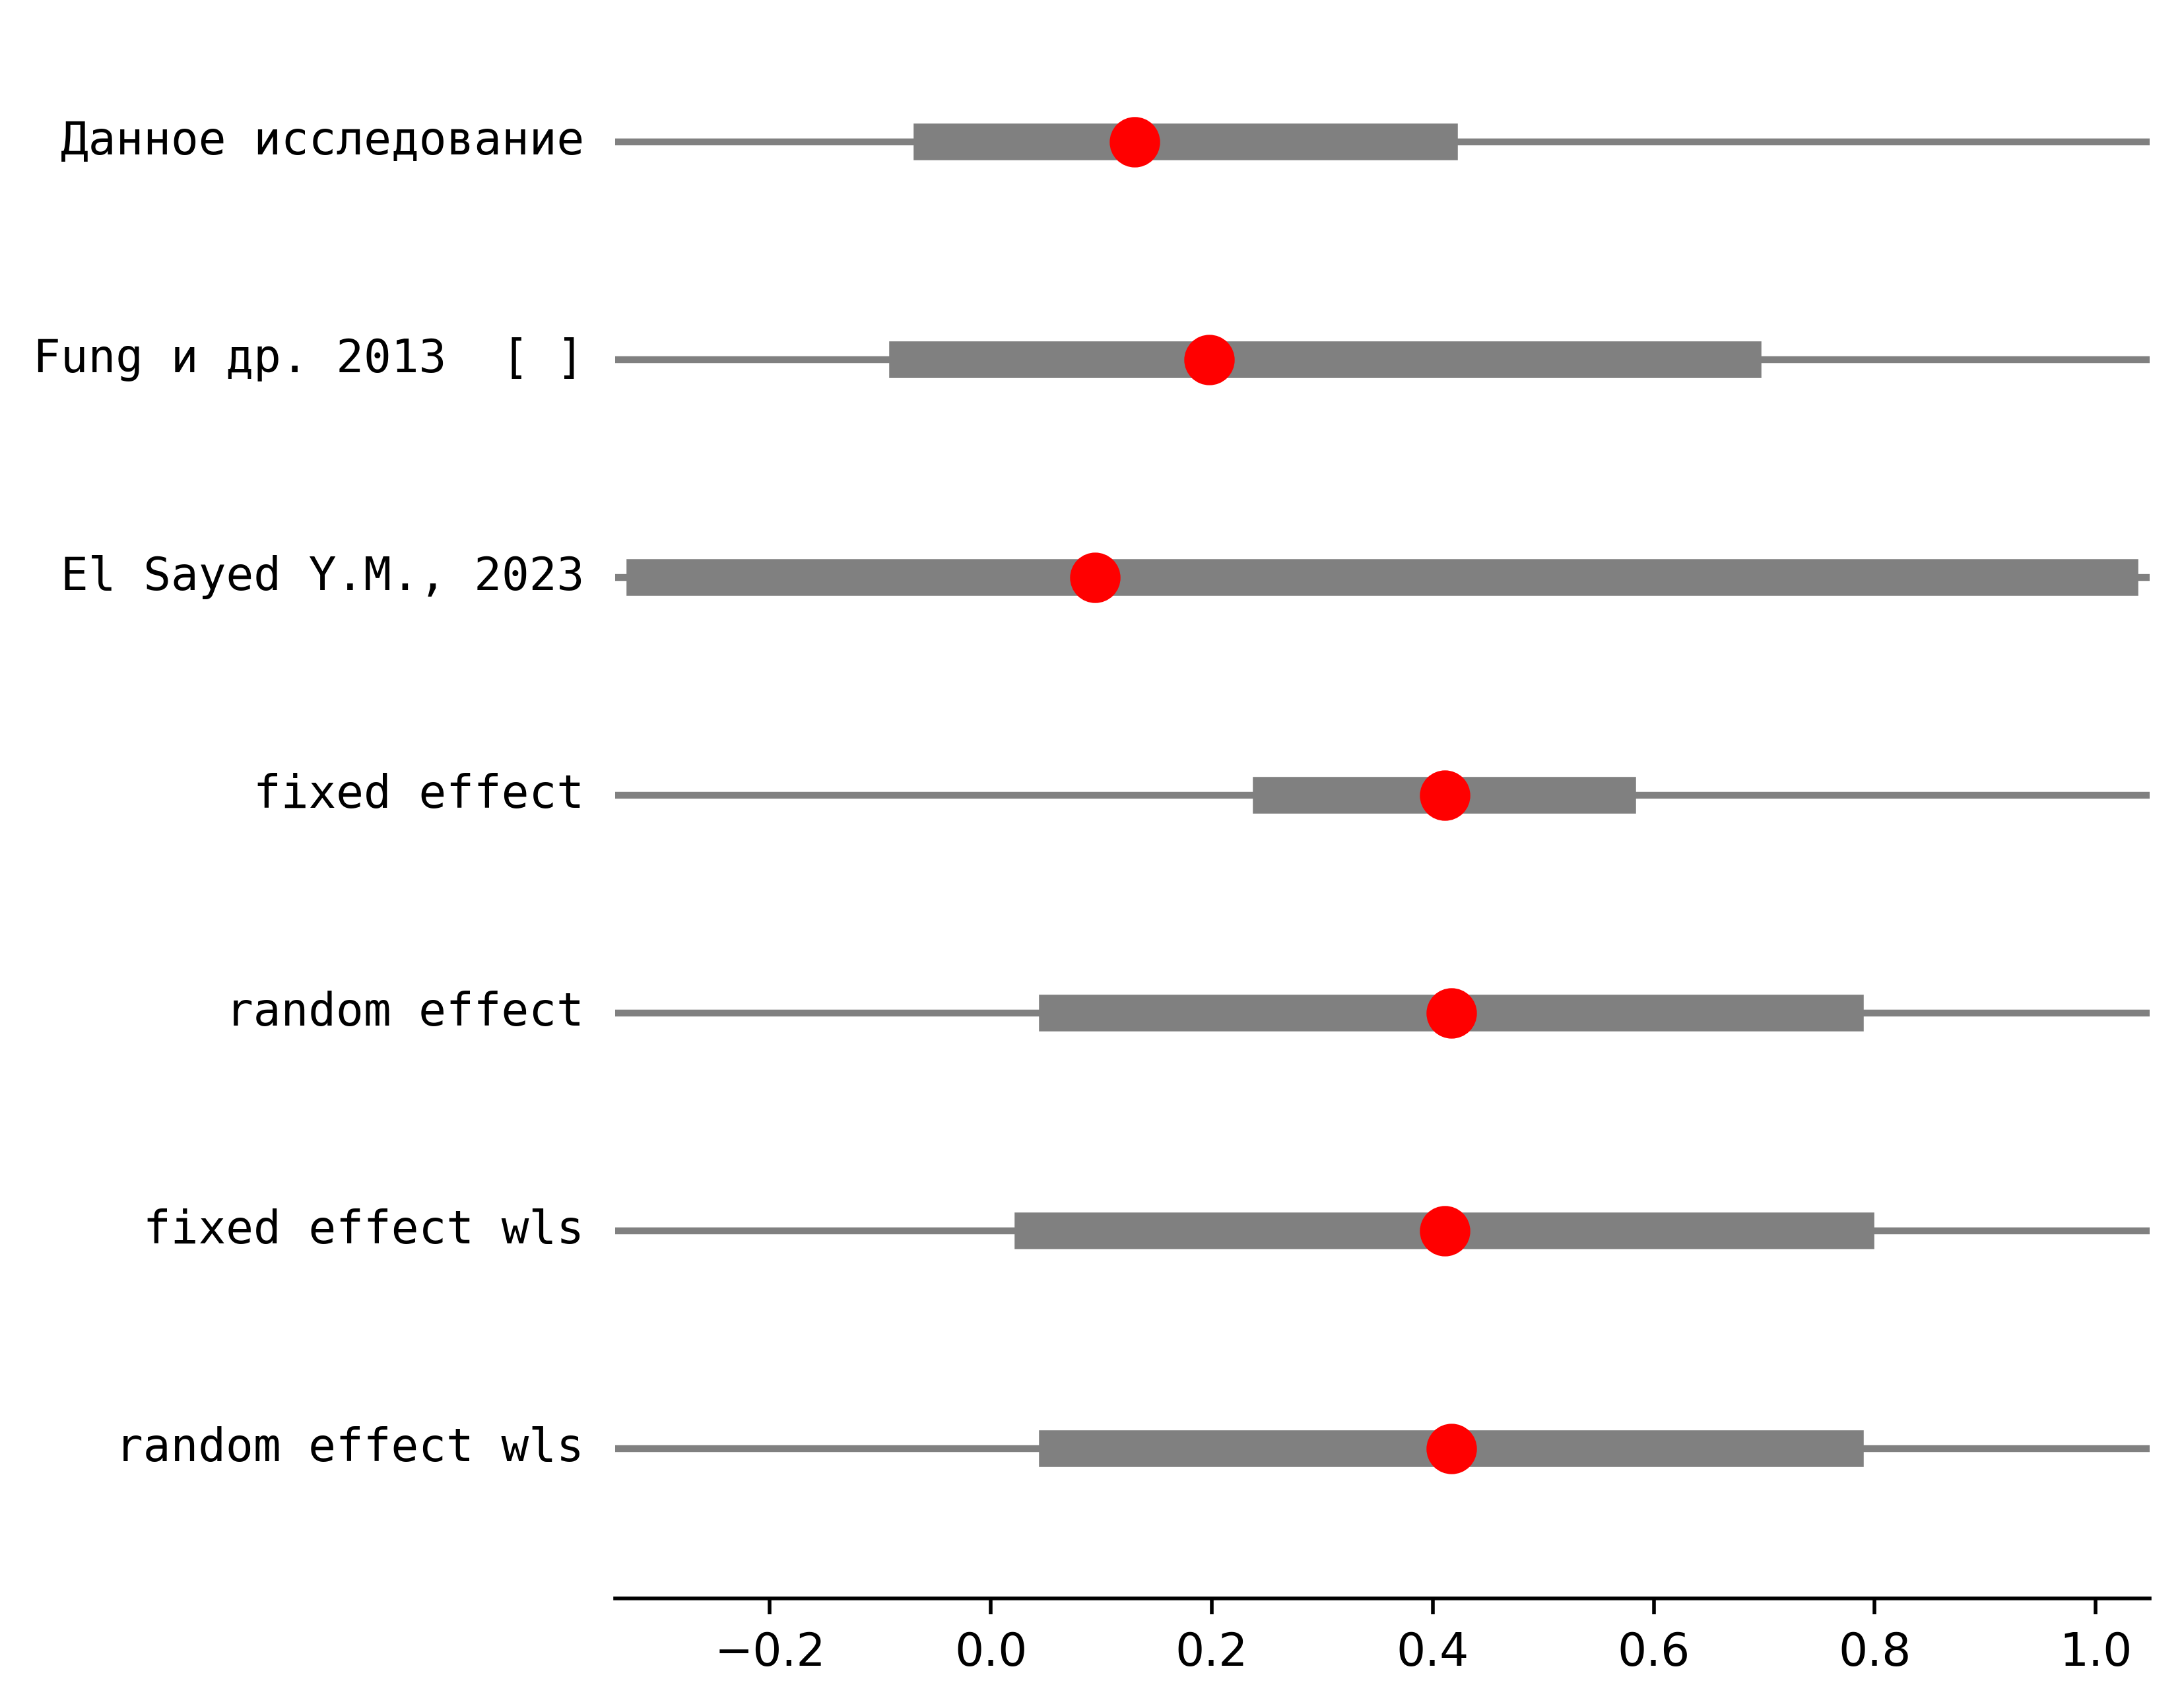 Данное исследование
Fung и др. 2013  [ ]
El Sayed Y.M., 2023
fixed effect
random effect
fixed effect wls
random effect wls
−0.2 0.0 0.2 0.4 0.6 0.8 1.0